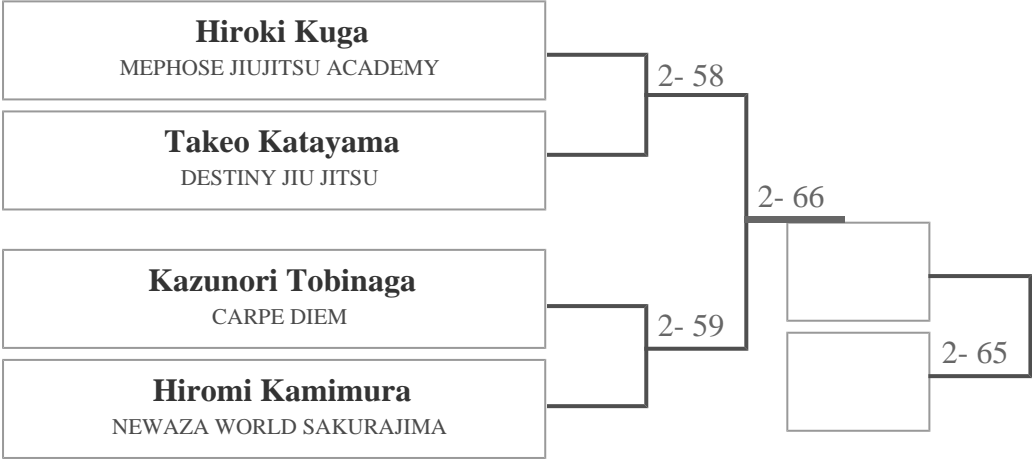 Hiroki Kuga
MEPHOSE JIUJITSU ACADEMY
2- 58
Takeo Katayama
DESTINY JIU JITSU
2- 66
Kazunori Tobinaga
CARPE DIEM
2- 59
2- 65
Hiromi Kamimura
NEWAZA WORLD SAKURAJIMA